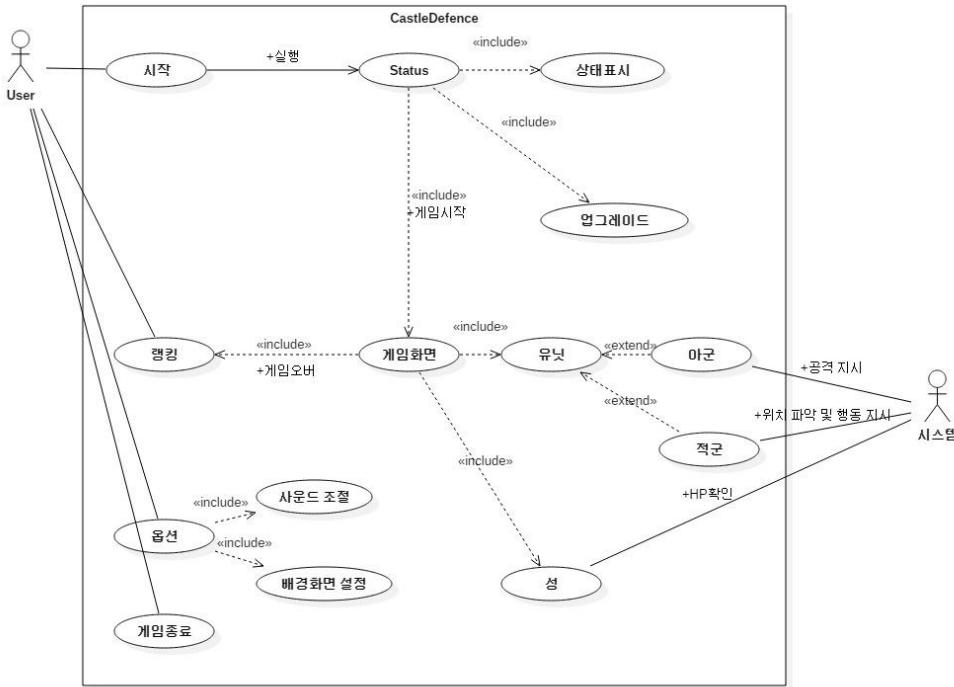 CastleDefence
User
시작
+실행
Status
«include»
상태표시
«include»
업그레이드
«include»
+게임시작
랭킹
«include»
+게임오버
게임화면
«include»
유닛
«extend»
아군
+공격 지시
«extend»
+위치 파악 및 행동 지시
시스템
적군
«include»
+HP확인
사운드 조절
«include»
옵션
«include»
배경화면 설정
성
게임종료